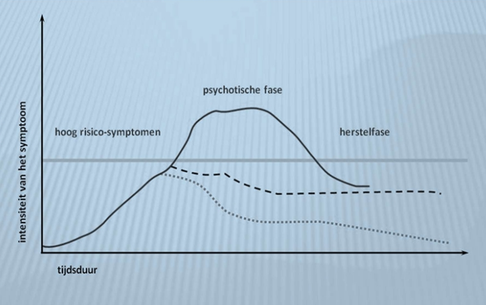 psychotische fase
hoog risico-symptomen
herstelfase
intensiteit van het symptoom
tijdsduur